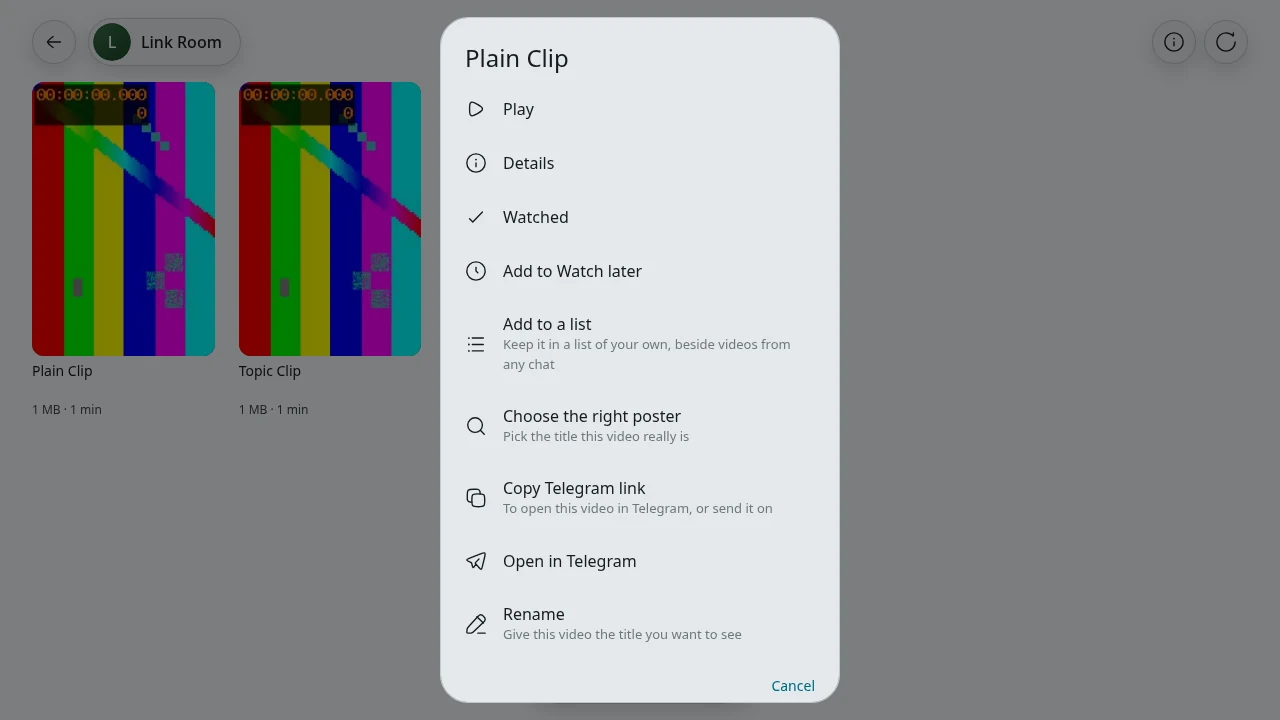 L Link Room
00:00:00.000
0
00:00:00.000
0
Plain Clip
1 MB · 1 min
Topic Clip
1 MB · 1 min
Plain Clip
Play
Details
Watched
Add to Watch later
Add to a list
Keep it in a list of your own, beside videos from
any chat
Choose the right poster
Pick the title this video really is
Copy Telegram link
To open this video in Telegram, or send it on
Open in Telegram
Rename
Give this video the title you want to see
Cancel